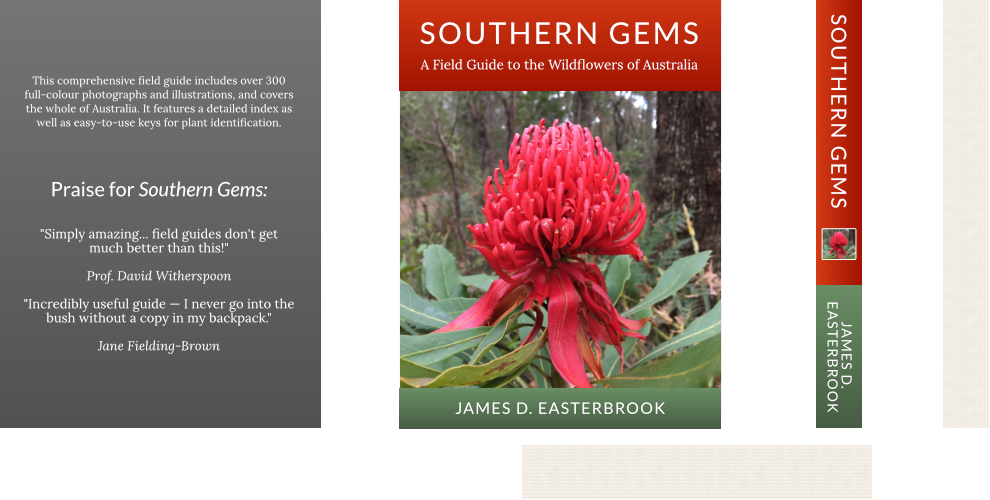 This comprehensive field guide includes over 300
full-colour photographs and illustrations, and covers
the whole of Australia. It features a detailed index as
well as easy-to-use keys for plant identification.
Praise for Southern Gems:
"Simply amazing... field guides don't get
much better than this!"
Prof. David Witherspoon
"Incredibly useful guide — I never go into the
bush without a copy in my backpack."
Jane Fielding-Brown
SOUTHERN GEMS
A Field Guide to the Wildflowers of Australia
JAMES D. EASTERBROOK
SOUTHERN GEMS
JAMES D.
EASTERBROOK